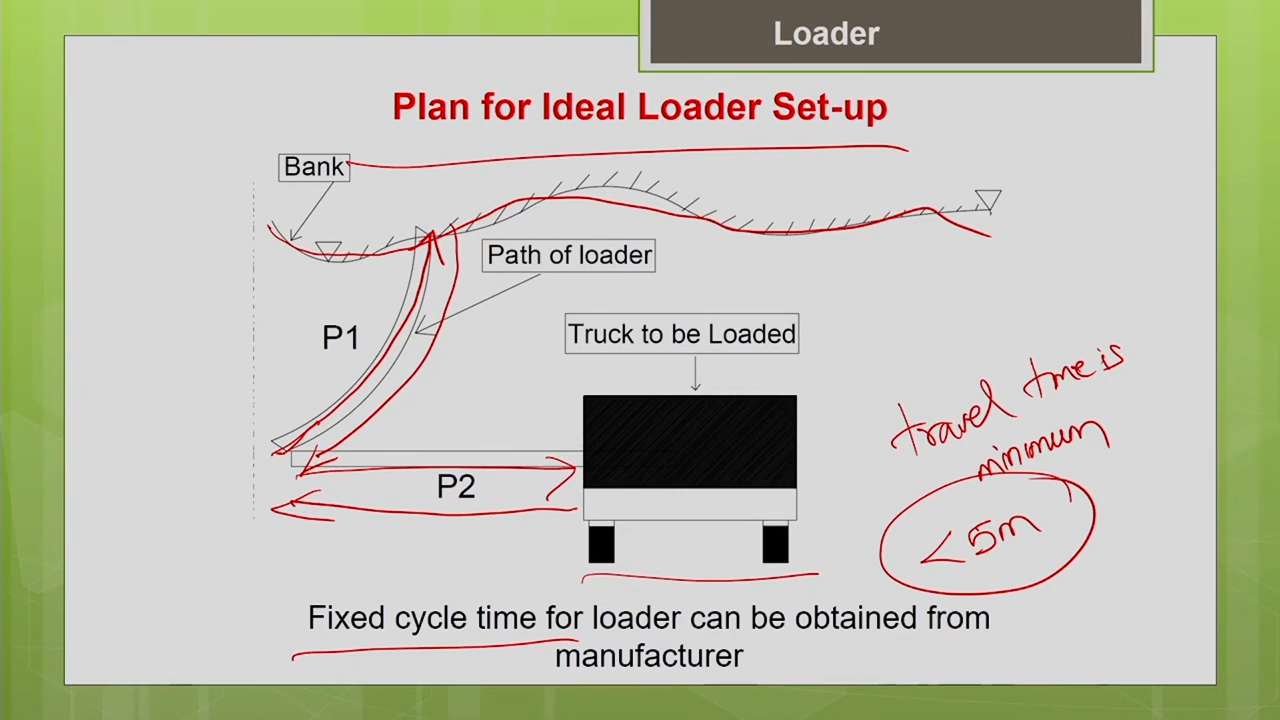 Loader
Plan for Ideal Loader Set-up
Bank
Path of loader
P1
Truck to be Loaded
travel time is
minimum
P2
<5m
Fixed cycle time for loader can be obtained from
manufacturer